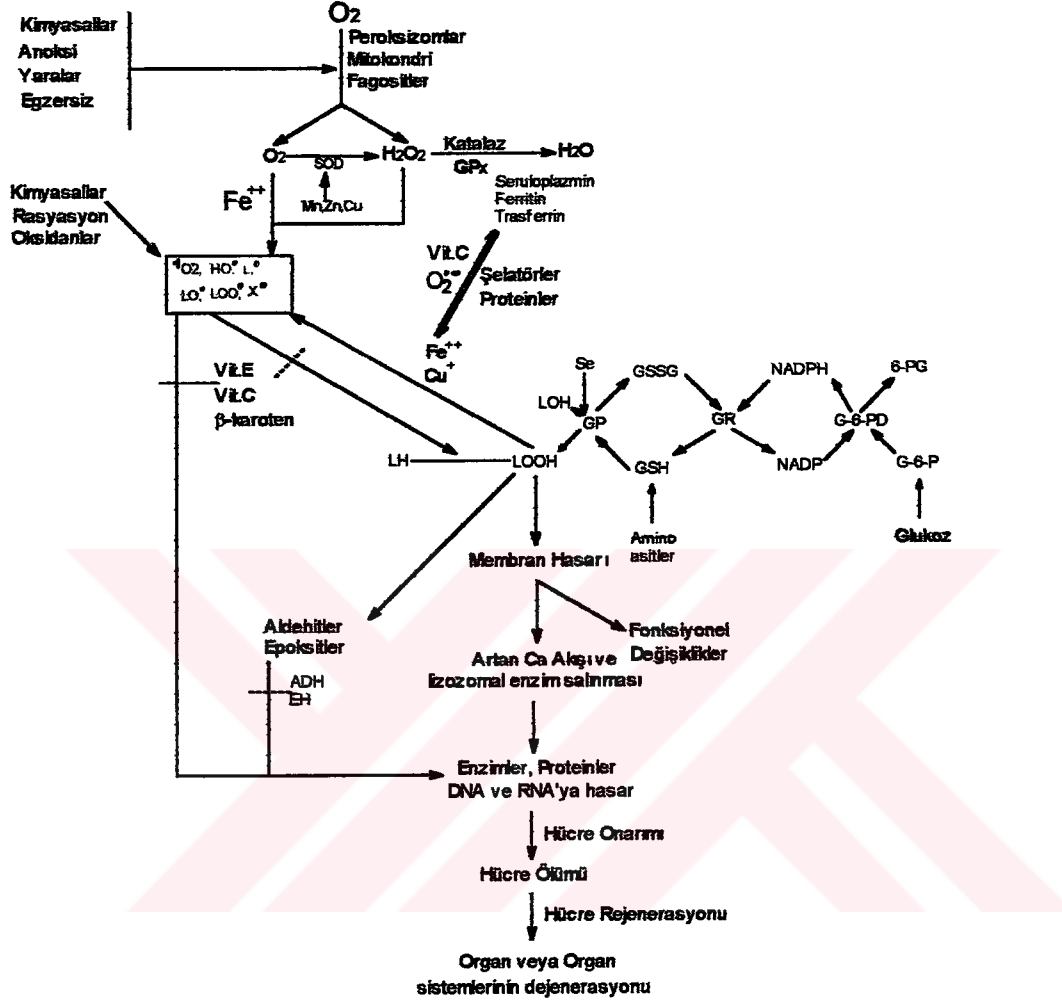 O2
Kimyasallar
Anoksi
Yaralar
Egzersiz
Peroksizomlar
Mitokondri
Fagositler
O2
SOD
H2O2
Katalaz
GPx
H2O
Fe++
Mn,Zn,Cu
Seruloplazmin
Ferritin
Trasferrin
Kimyasallar
Rasyasyon
Oksidanlar
HO•, L•,
LO•, LOO•, X•
Vit.C
O2•-
Şelatörler
Proteinler
Fe++
Cu+
Vit.E
Vit.C
β-karoten
Se
LOH
GP
GSSG
GR
NADPH
G-6-PD
6-PG
LH
LOOH
GSH
NADP
G-6-P
Amino
asitler
Glukoz
Membran Hasarı
Aldehitler
Epoksitler
ADH
EH
Fonksiyonel
Değişiklikler
Artan Ca Akışı ve
lizozomal enzim salınması
Enzimler, Proteinler
DNA ve RNA'ya hasar
Hücre Onarımı
Hücre Ölümü
Hücre Rejenerasyonu
Organ veya Organ
sistemlerinin dejenerasyonu